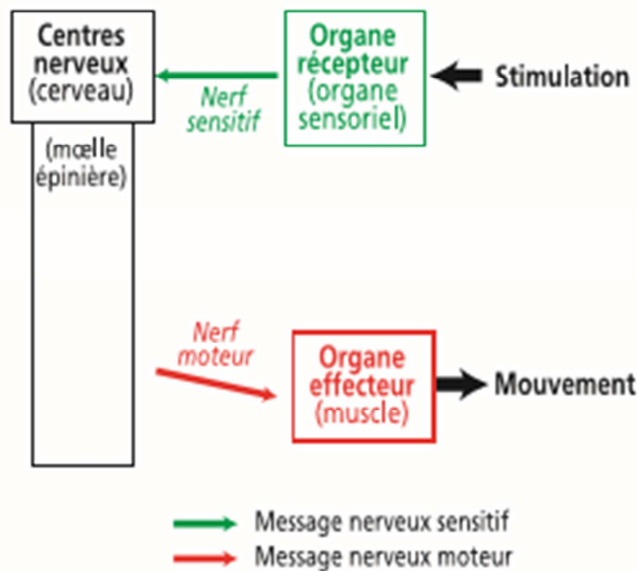 Centres
nerveux
(cerveau)
(mœlle
épinière)
Nerf
sensitif
Organe
récepteur
(organe
sensoriel)
Stimulation
Nerf
moteur
Organe
effecteur
(muscle)
Mouvement
Message nerveux sensitif
Message nerveux moteur